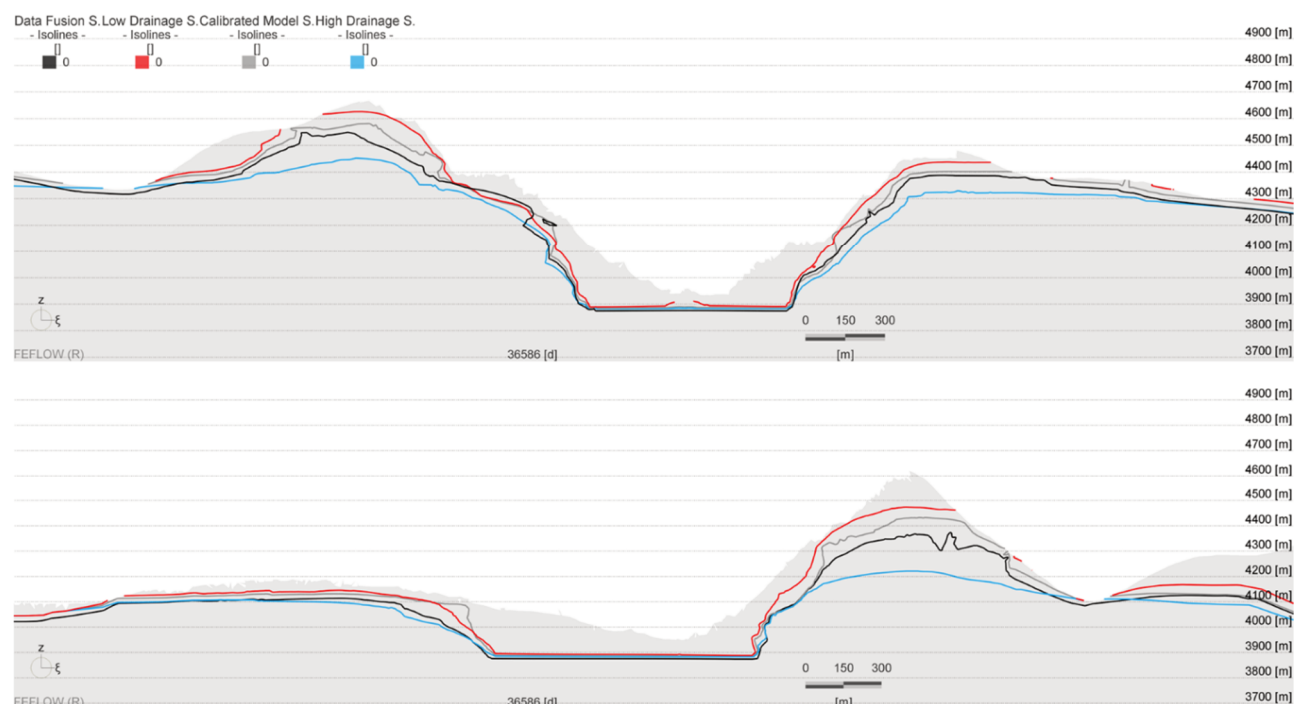 Data Fusion S.Low Drainage S.Calibrated Model S.High Drainage S.
- Isolines - - Isolines - - Isolines - - Isolines -
[] [] [] []
0 0 0 0
4900 [m]
4800 [m]
4700 [m]
4600 [m]
4500 [m]
4400 [m]
4300 [m]
4200 [m]
4100 [m]
4000 [m]
3900 [m]
3800 [m]
3700 [m]
z
ξ
0 150 300
[m]
FEFLOW (R)
36586 [d]
4900 [m]
4800 [m]
4700 [m]
4600 [m]
4500 [m]
4400 [m]
4300 [m]
4200 [m]
4100 [m]
4000 [m]
3900 [m]
3800 [m]
3700 [m]
z
ξ
0 150 300
[m]
FEFLOW (R)
36586 [d]